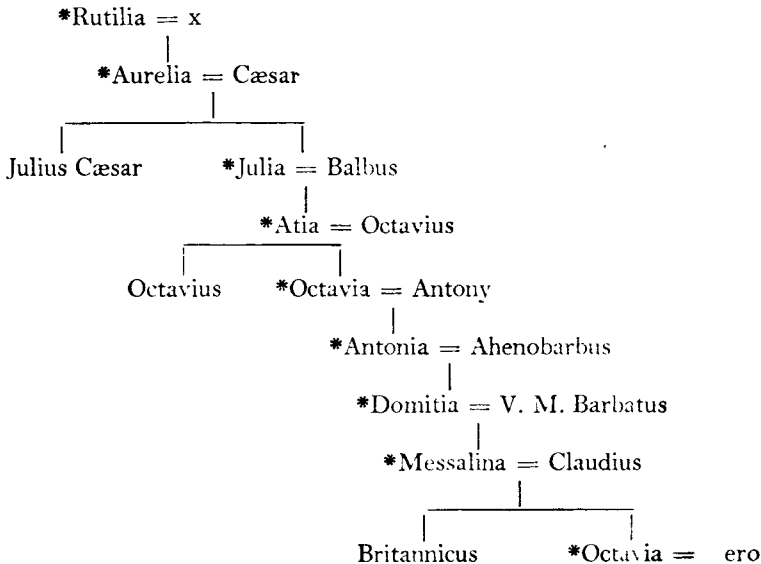 *Rutilia = x
*Aurelia = Cæsar
Julius Cæsar *Julia = Balbus
*Atia = Octavius
Octavius *Octavia = Antony
*Antonia = Ahenobarbus
*Domitia = V. M. Barbatus
*Messalina = Claudius
Britannicus *Octavia = ero